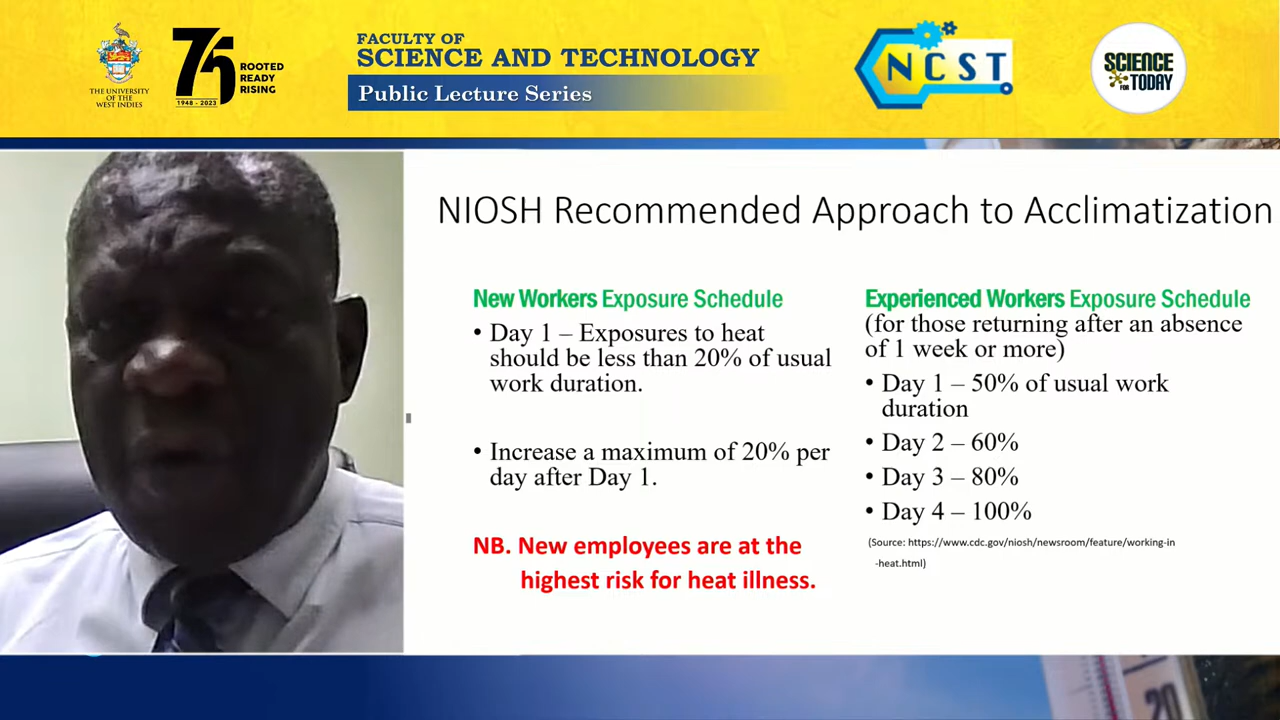 THE UNIVERSITY
OF THE
WEST INDIES
75
1948 - 2023
ROOTED
READY
RISING
FACULTY OF
SCIENCE AND TECHNOLOGY
Public Lecture Series
NCST
SCIENCE
FOR TODAY
NIOSH Recommended Approach to Acclimatization
New Workers Exposure Schedule
• Day 1 – Exposures to heat
should be less than 20% of usual
work duration.
• Increase a maximum of 20% per
day after Day 1.
NB. New employees are at the
highest risk for heat illness.
Experienced Workers Exposure Schedule
(for those returning after an absence
of 1 week or more)
• Day 1 – 50% of usual work
duration
• Day 2 – 60%
• Day 3 – 80%
• Day 4 – 100%
(Source: https://www.cdc.gov/niosh/newsroom/feature/working-in
-heat.html)
20